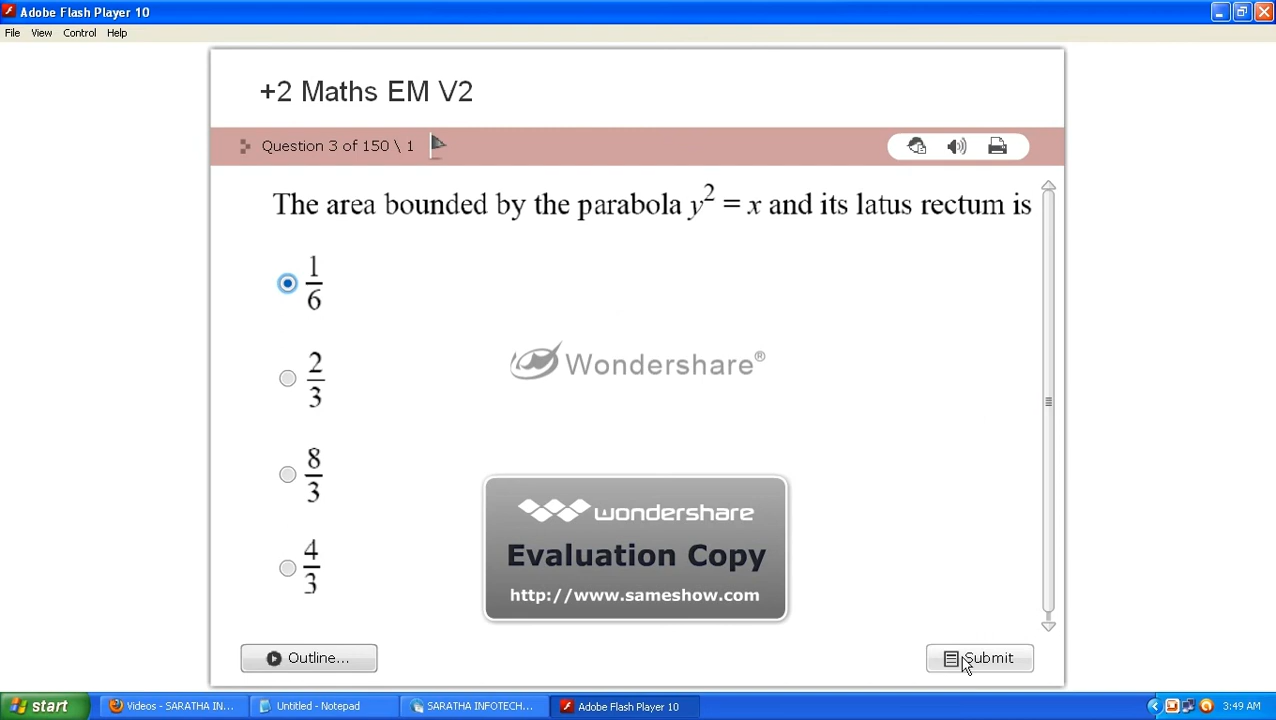 Adobe Flash Player 10
File View Control Help
+2 Maths EM V2
Question 3 of 150 \ 1
The area bounded by the parabola y² = x and its latus rectum is
1/6
2/3
8/3
4/3
Wondershare®
wondershare
Evaluation Copy
http://www.sameshow.com
Outline...
Submit
start
Videos - SARATHA IN...
Untitled - Notepad
SARATHA INFOTECH...
Adobe Flash Player 10
3:49 AM